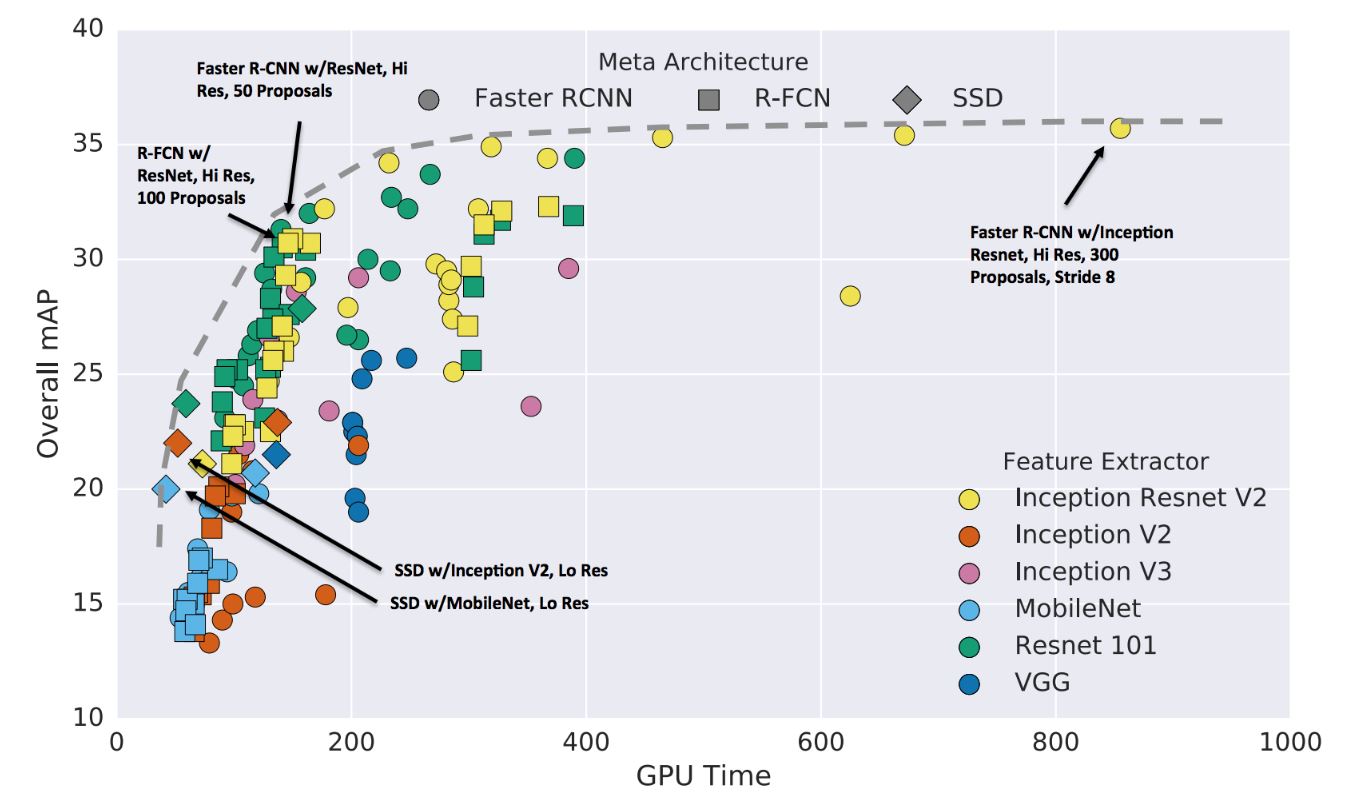 40
35
30
25
20
15
10
Overall mAP
Faster R-CNN w/ResNet, Hi
Res, 50 Proposals
Meta Architecture
Faster RCNN
R-FCN
SSD
R-FCN w/
ResNet, Hi Res,
100 Proposals
Faster R-CNN w/Inception
Resnet, Hi Res, 300
Proposals, Stride 8
SSD w/Inception V2, Lo Res
SSD w/MobileNet, Lo Res
Feature Extractor
Inception Resnet V2
Inception V2
Inception V3
MobileNet
Resnet 101
VGG
0 200 400 600 800 1000
GPU Time